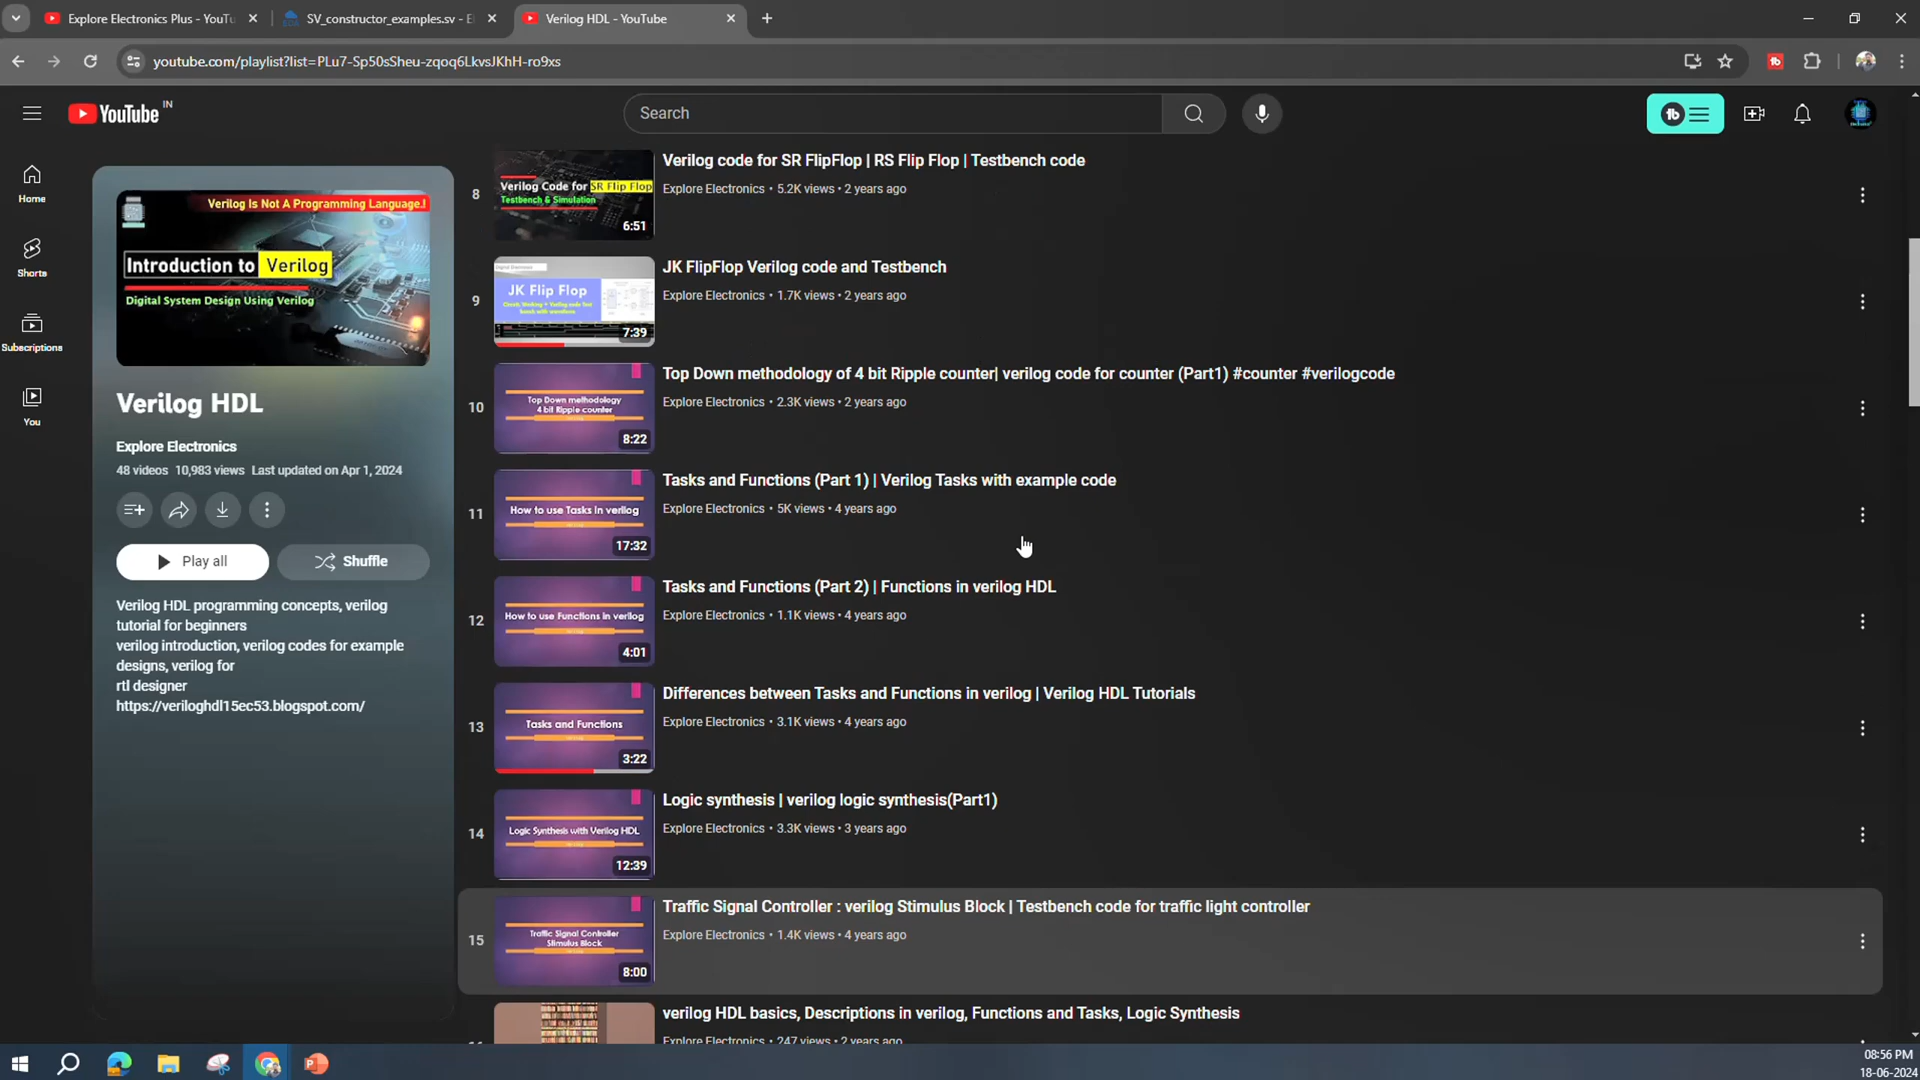 Explore Electronics Plus - YouTu
SV_constructor_examples.sv - E
Verilog HDL - YouTube
youtube.com/playlist?list=PLu7-Sp50sSheu-zqoq6LkvsJKhH-ro9xs
YouTube IN
Search
Home
Shorts
Subscriptions
You
Verilog Is Not A Programming Language.!
Introduction to Verilog
Digital System Design Using Verilog
Verilog HDL
Explore Electronics
48 videos 10,983 views Last updated on Apr 1, 2024
Play all
Shuffle
Verilog HDL programming concepts, verilog
tutorial for beginners
verilog introduction, verilog codes for example
designs, verilog for
rtl designer
https://veriloghdl15ec53.blogspot.com/
8
Verilog Code for SR Flip Flop
Testbench & Simulation
6:51
Verilog code for SR FlipFlop | RS Flip Flop | Testbench code
Explore Electronics • 5.2K views • 2 years ago
9
JK Flip Flop
7:39
JK FlipFlop Verilog code and Testbench
Explore Electronics • 1.7K views • 2 years ago
10
Top Down methodology
4 bit Ripple counter
8:22
Top Down methodology of 4 bit Ripple counter| verilog code for counter (Part1) #counter #verilogcode
Explore Electronics • 2.3K views • 2 years ago
11
How to use Tasks in verilog
17:32
Tasks and Functions (Part 1) | Verilog Tasks with example code
Explore Electronics • 5K views • 4 years ago
12
How to use Functions in verilog
4:01
Tasks and Functions (Part 2) | Functions in verilog HDL
Explore Electronics • 1.1K views • 4 years ago
13
Tasks and Functions
3:22
Differences between Tasks and Functions in verilog | Verilog HDL Tutorials
Explore Electronics • 3.1K views • 4 years ago
14
Logic Synthesis with Verilog HDL
12:39
Logic synthesis | verilog logic synthesis(Part1)
Explore Electronics • 3.3K views • 3 years ago
15
Traffic Signal Controller
Stimulus Block
8:00
Traffic Signal Controller : verilog Stimulus Block | Testbench code for traffic light controller
Explore Electronics • 1.4K views • 4 years ago
verilog HDL basics, Descriptions in verilog, Functions and Tasks, Logic Synthesis
Explore Electronics • 247 views • 2 years ago
08:56 PM
18-06-2024